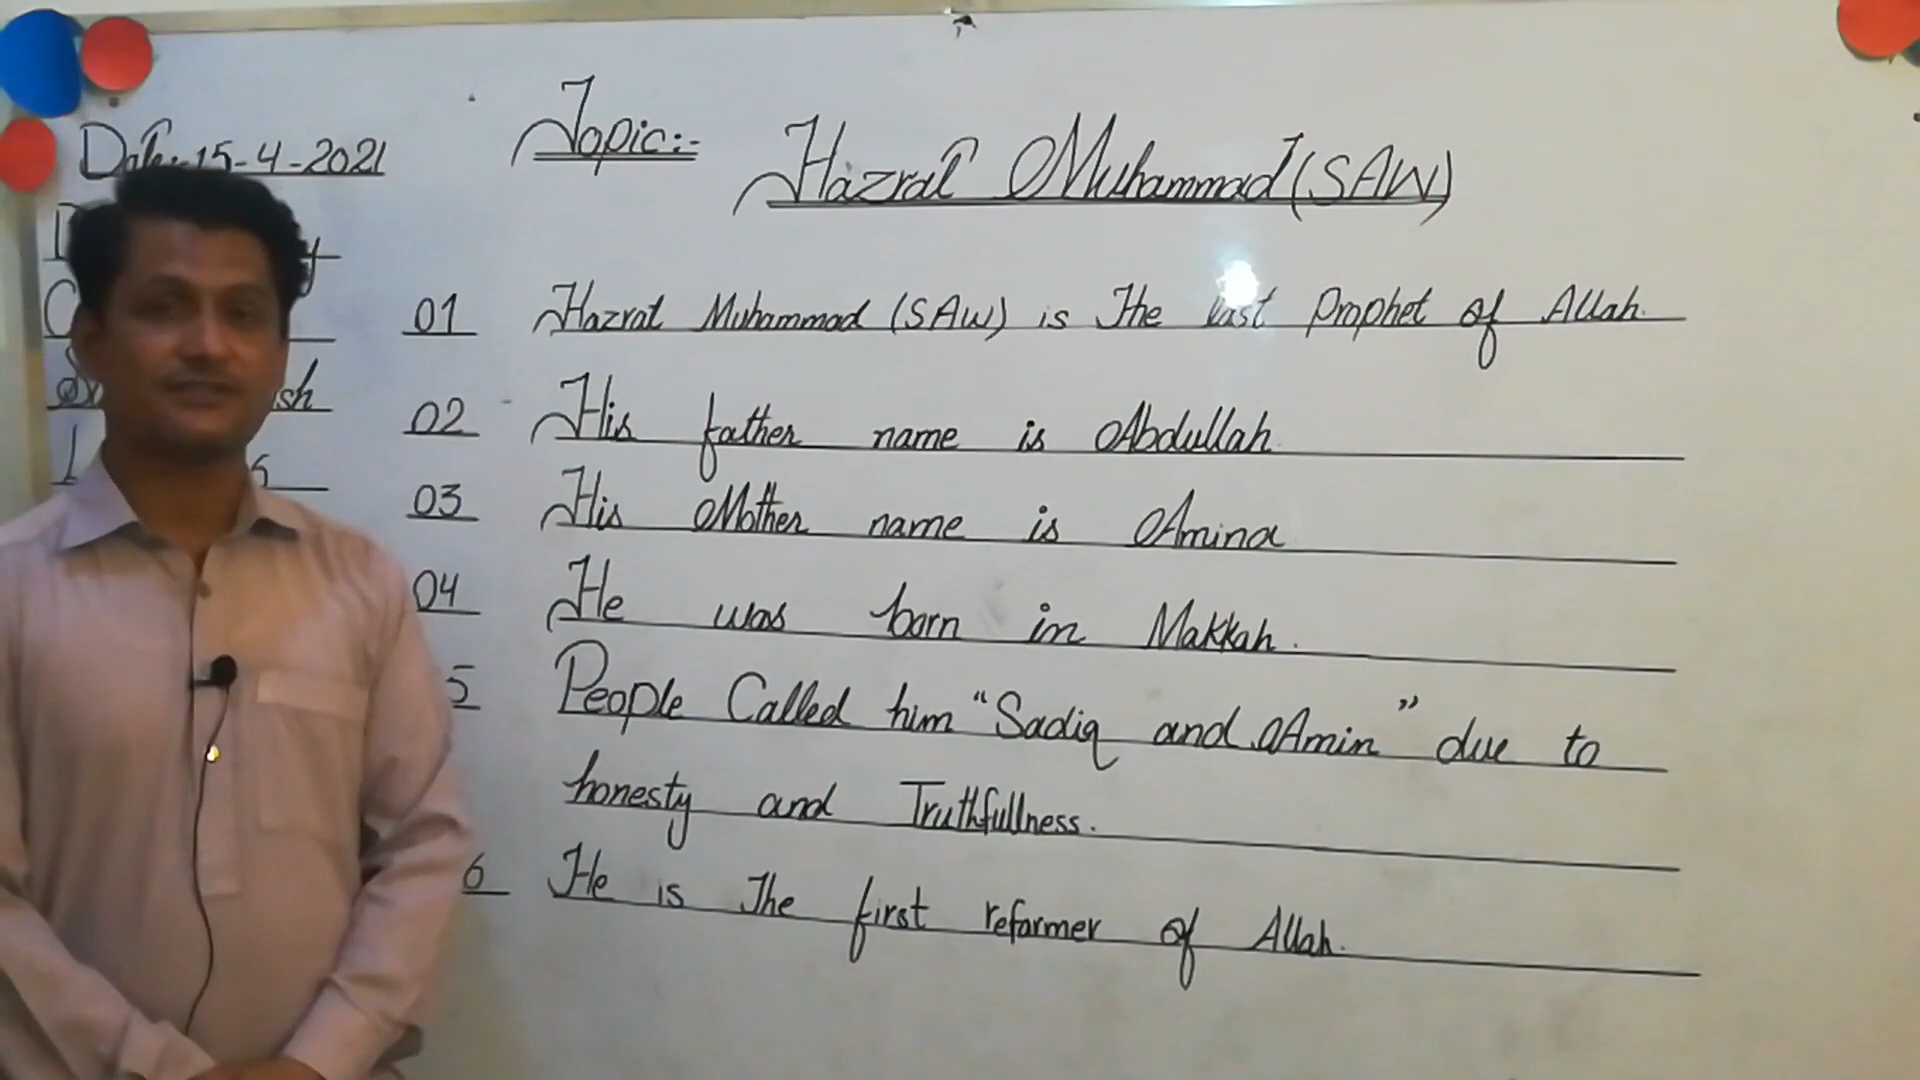 Date:-15-4-2021
Topic:-
Hazrat Muhammad (SAW)
01 Hazrat Muhammad (SAW) is The last Prophet of Allah.
02 His father name is Abdullah.
03 His Mother name is Amina
04 He was born in Makkah.
5 People Called him "Sadiq and Amin" due to
honesty and Truthfullness.
6 He is The first reformer of Allah.